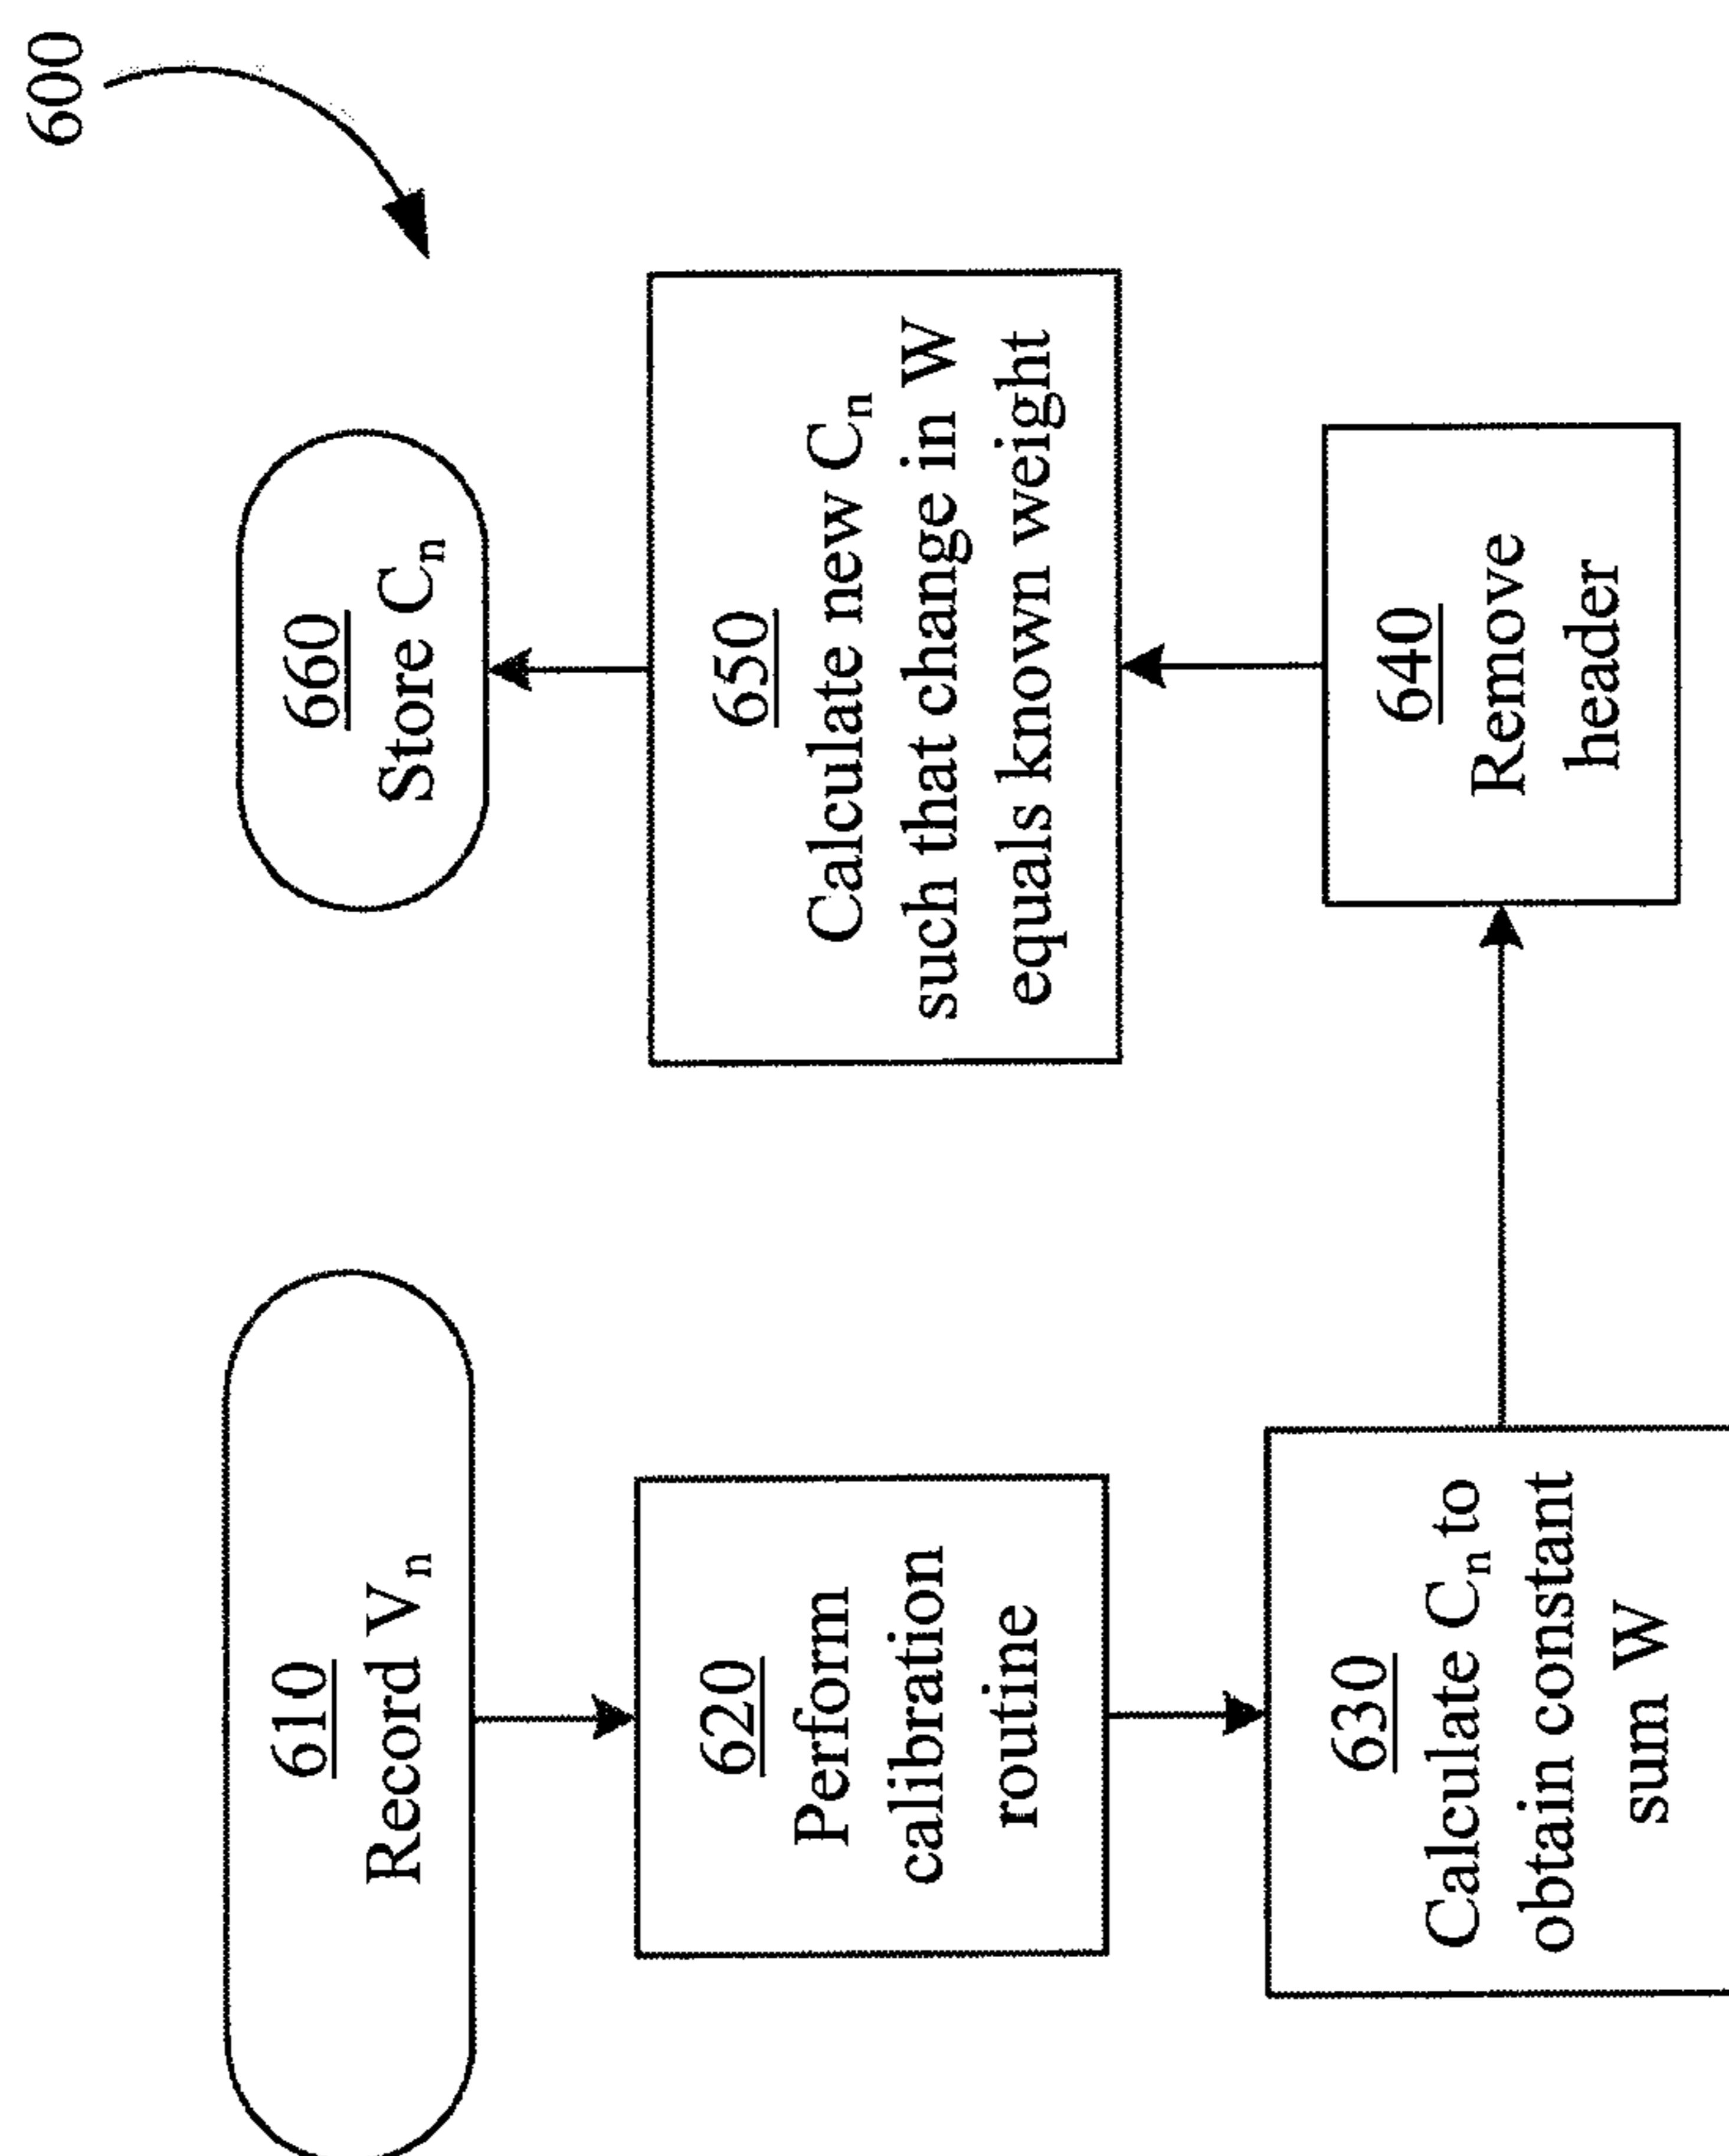 600
610
Record Vn
620
Perform
calibration
routine
630
Calculate Cn to
obtain constant
sum W
640
Remove
header
650
Calculate new Cn
such that change in W
equals known weight
660
Store Cn